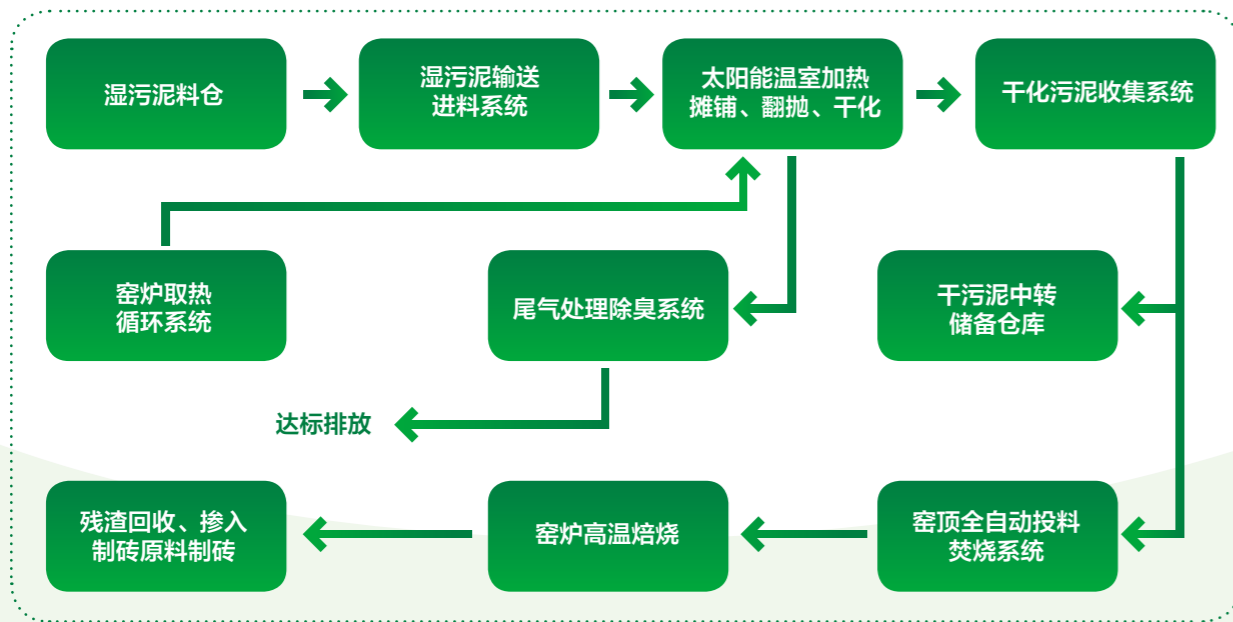 湿污泥料仓
湿污泥输送
进料系统
太阳能温室加热
摊铺、翻抛、干化
干化污泥收集系统
窑炉取热
循环系统
尾气处理除臭系统
干污泥中转
储备仓库
达标排放
残渣回收、掺入
制砖原料制砖
窑炉高温焙烧
窑顶全自动投料
焚烧系统